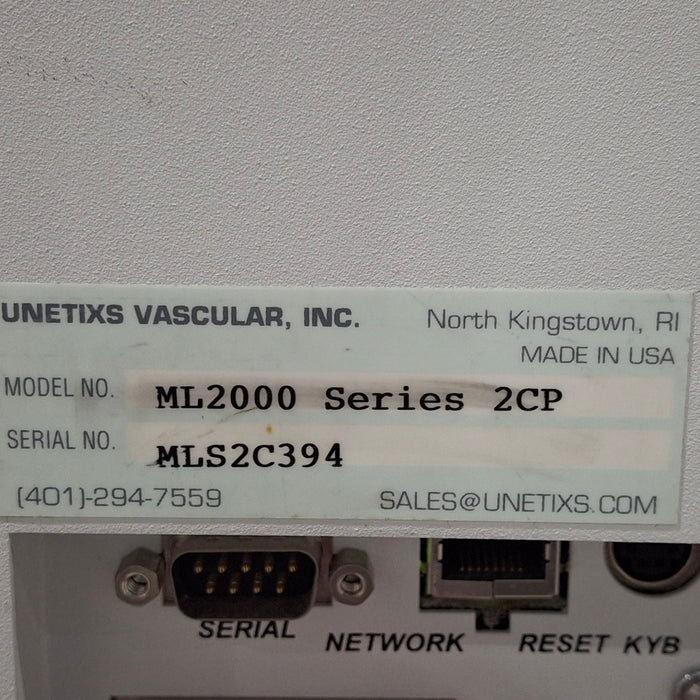 UNETIXS VASCULAR, INC. North Kingstown, RI
MADE IN USA
MODEL NO. ML2000 Series 2CP
SERIAL NO. MLS2C394
(401)-294-7559 SALES@UNETIXS.COM
SERIAL NETWORK RESET KYB